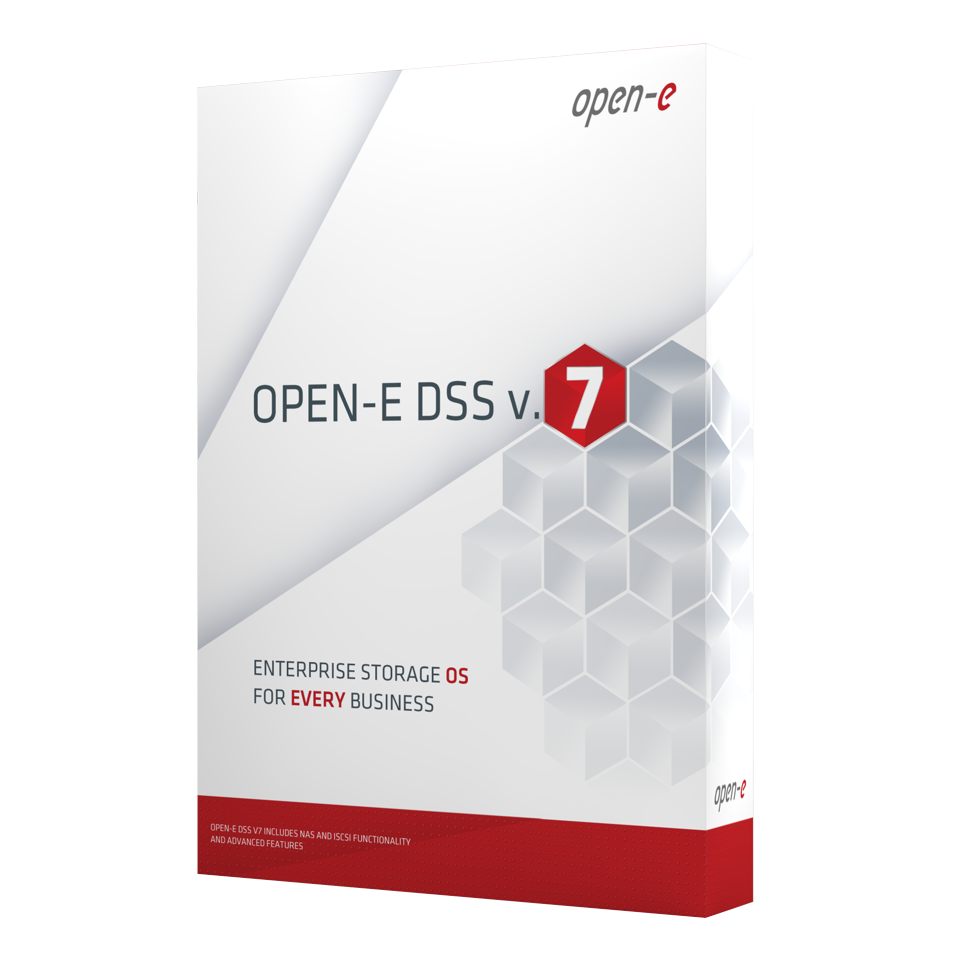 open-e
OPEN-E DSS v.7
ENTERPRISE STORAGE OS
FOR EVERY BUSINESS
open-e
OPEN-E DSS V7 INCLUDES NAS AND ISCSI FUNCTIONALITY
AND ADVANCED FEATURES